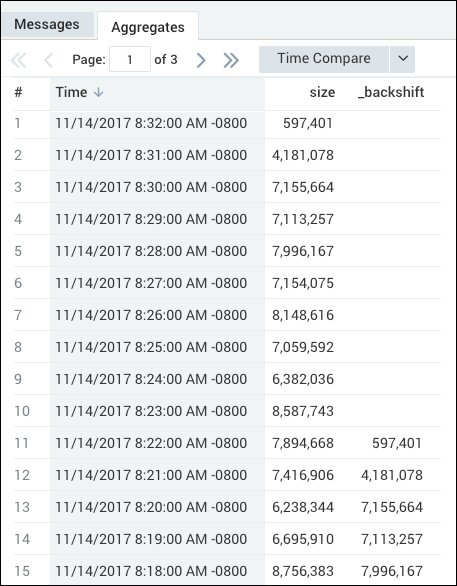 Messages Aggregates
Page: 1 of 3 Time Compare
# Time size _backshift
1 11/14/2017 8:32:00 AM -0800 597,401
2 11/14/2017 8:31:00 AM -0800 4,181,078
3 11/14/2017 8:30:00 AM -0800 7,155,664
4 11/14/2017 8:29:00 AM -0800 7,113,257
5 11/14/2017 8:28:00 AM -0800 7,996,167
6 11/14/2017 8:27:00 AM -0800 7,154,075
7 11/14/2017 8:26:00 AM -0800 8,148,616
8 11/14/2017 8:25:00 AM -0800 7,059,592
9 11/14/2017 8:24:00 AM -0800 6,382,036
10 11/14/2017 8:23:00 AM -0800 8,587,743
11 11/14/2017 8:22:00 AM -0800 7,894,668 597,401
12 11/14/2017 8:21:00 AM -0800 7,416,906 4,181,078
13 11/14/2017 8:20:00 AM -0800 6,238,344 7,155,664
14 11/14/2017 8:19:00 AM -0800 6,695,910 7,113,257
15 11/14/2017 8:18:00 AM -0800 8,756,383 7,996,167